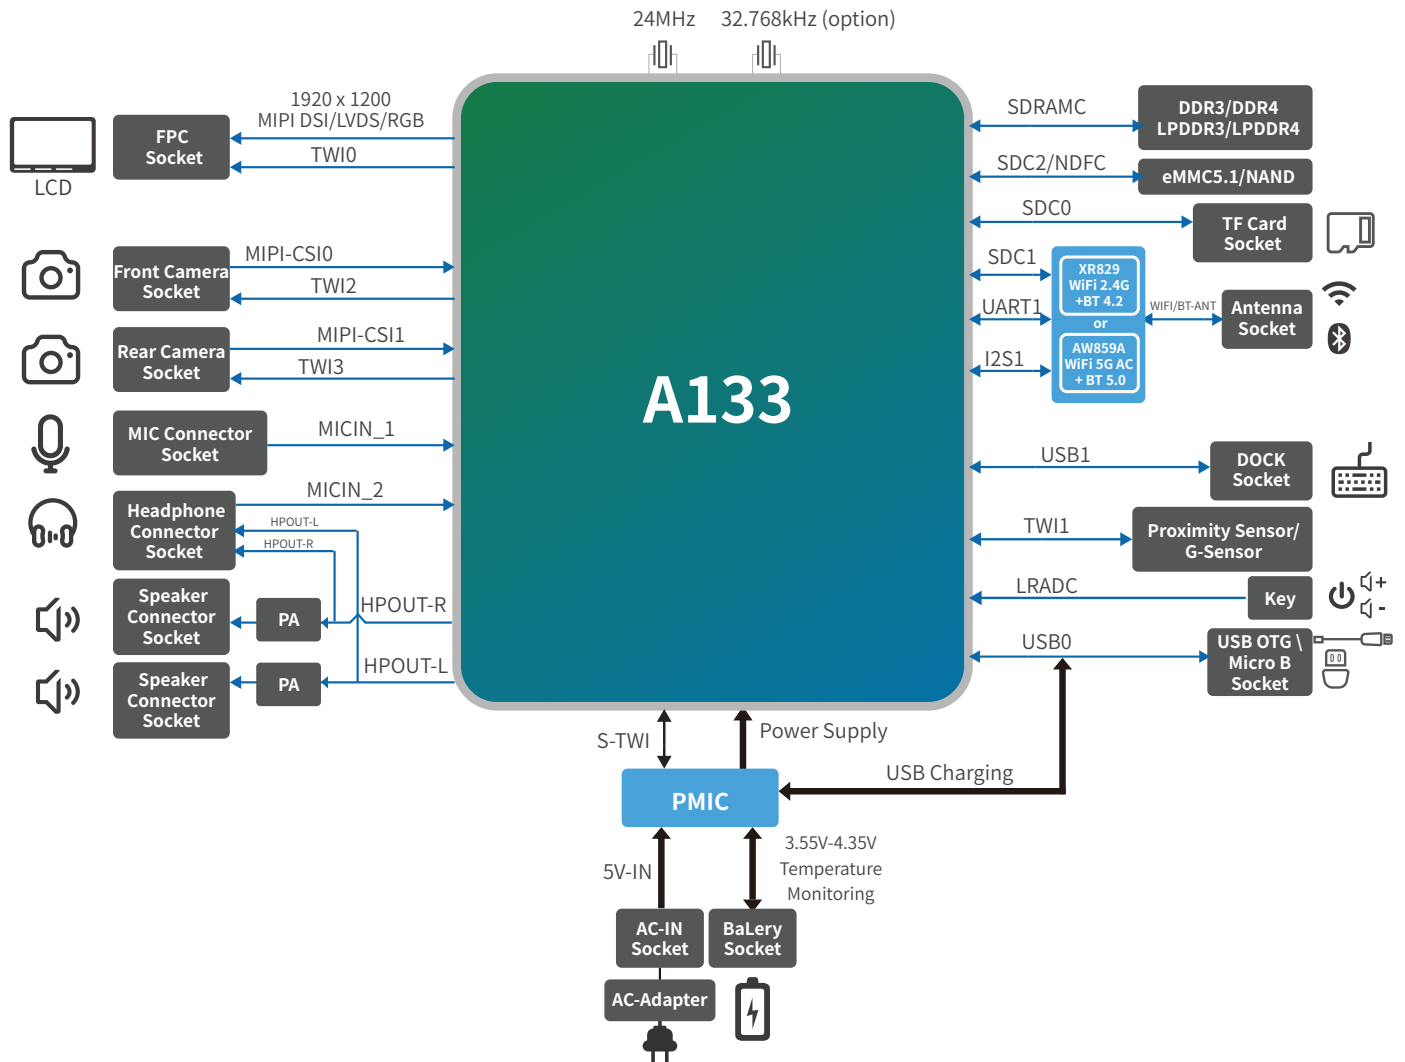 24MHz
32.768kHz (option)
1920 x 1200
MIPI DSI/LVDS/RGB
FPC
Socket
TWI0
LCD
MIPI-CSI0
Front Camera
Socket
TWI2
MIPI-CSI1
Rear Camera
Socket
TWI3
MIC Connector
Socket
MICIN_1
MICIN_2
Headphone
Connector
Socket
HPOUT-L
HPOUT-R
Speaker
Connector
Socket
PA
HPOUT-R
Speaker
Connector
Socket
PA
HPOUT-L
A133
SDRAMC
DDR3/DDR4
LPDDR3/LPDDR4
SDC2/NDFC
eMMC5.1/NAND
SDC0
TF Card
Socket
SDC1
UART1
I2S1
XR829
WiFi 2.4G
+BT 4.2
or
AW859A
WiFi 5G AC
+ BT 5.0
WIFI/BT-ANT
Antenna
Socket
USB1
DOCK
Socket
TWI1
Proximity Sensor/
G-Sensor
LRADC
Key
+
-
USB0
USB OTG \
Micro B
Socket
S-TWI
Power Supply
USB Charging
PMIC
5V-IN
3.55V-4.35V
Temperature
Monitoring
AC-IN
Socket
BaLery
Socket
AC-Adapter